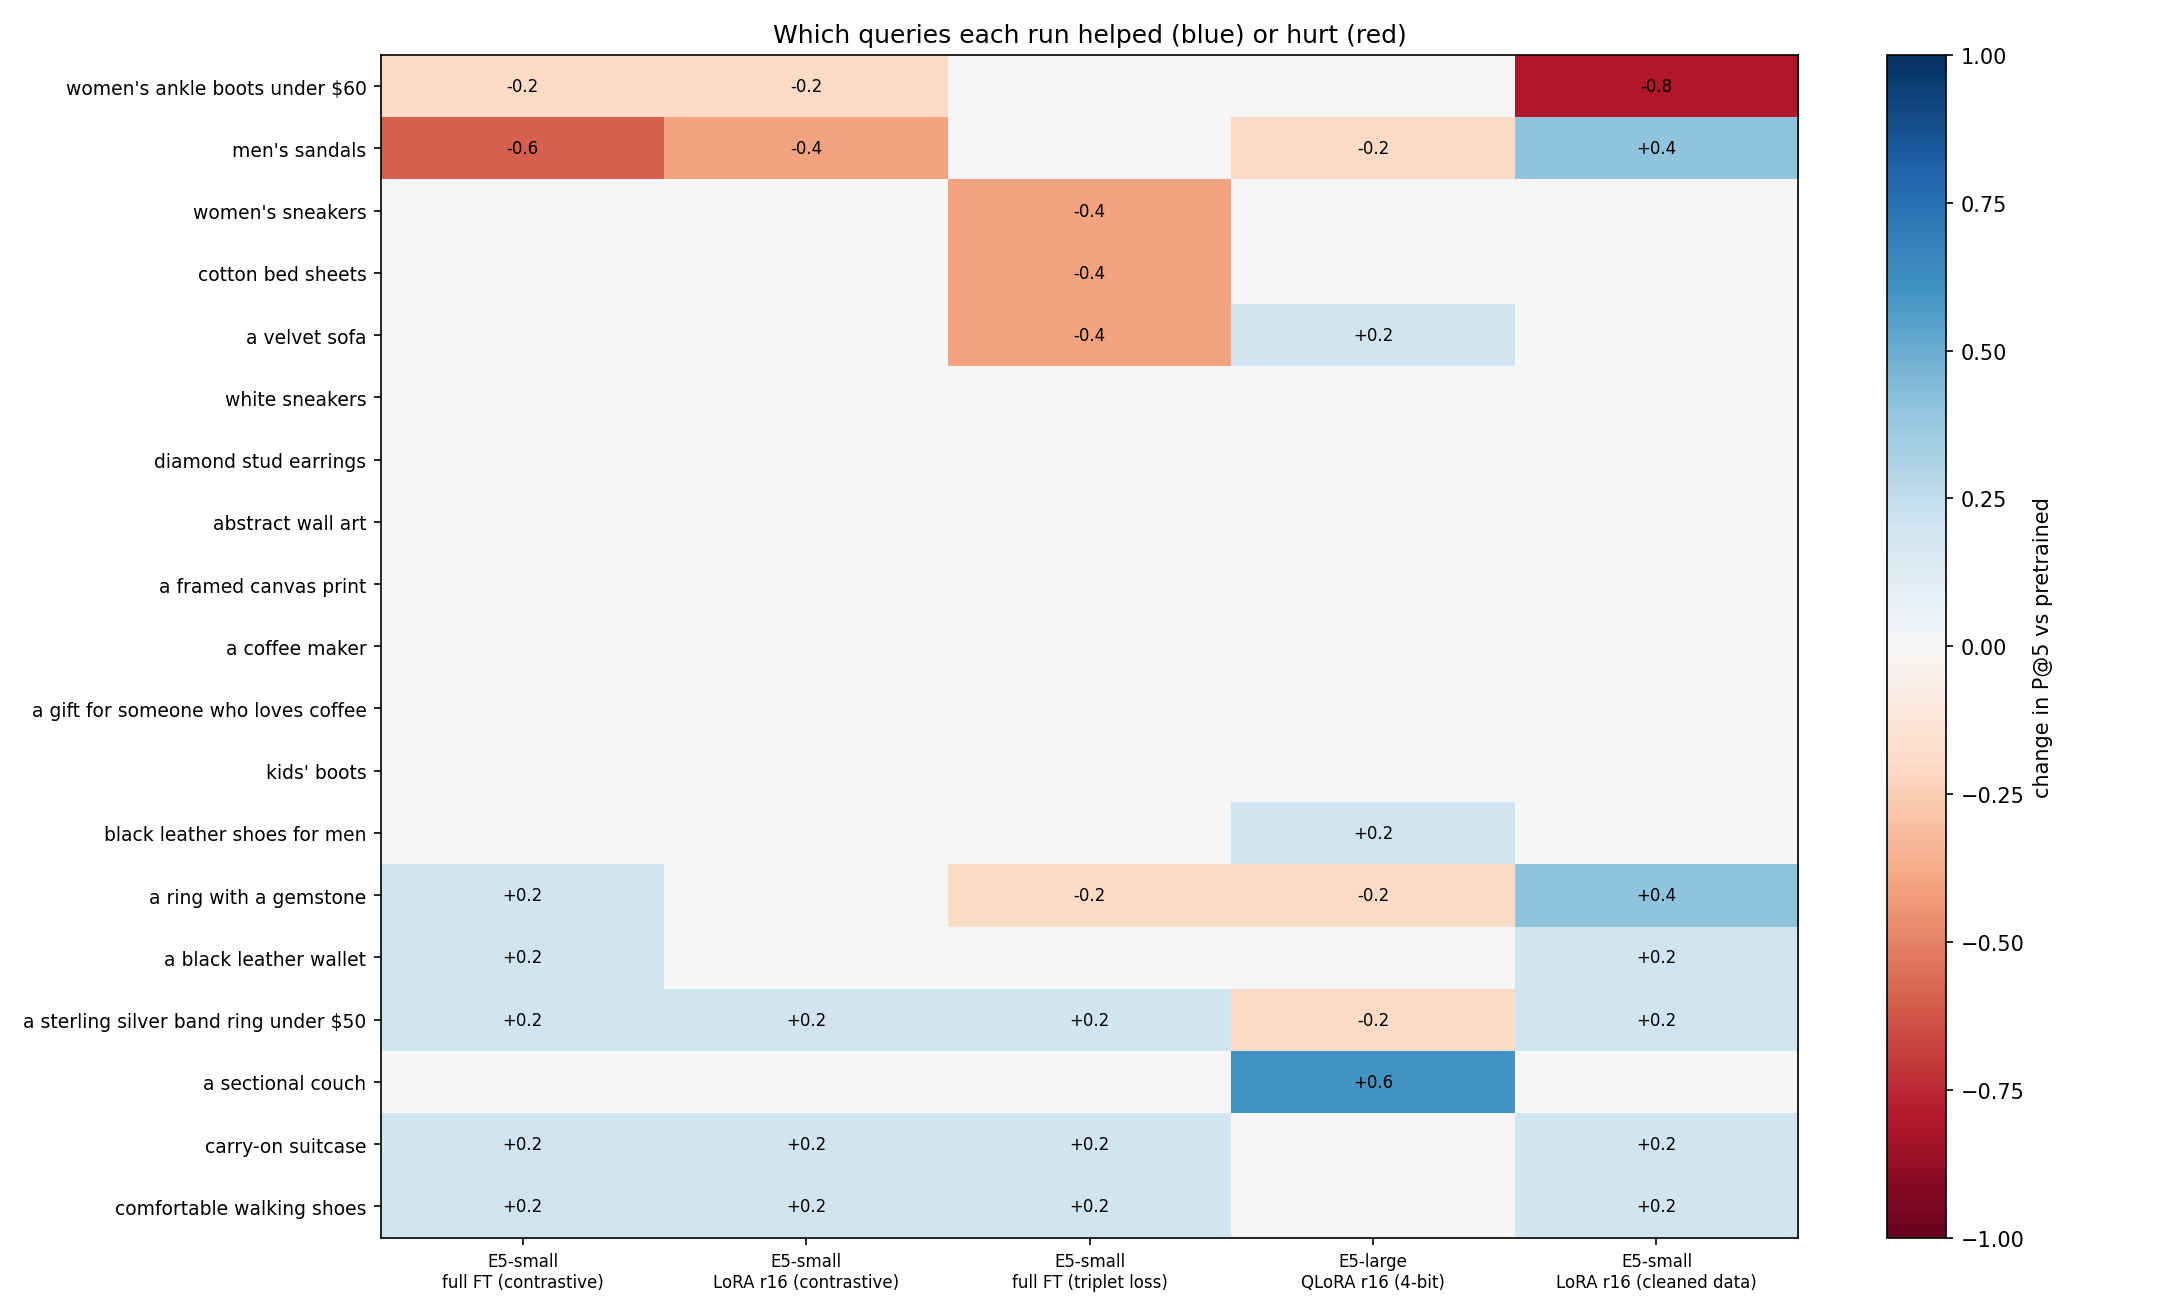 Which queries each run helped (blue) or hurt (red)
women's ankle boots under $60 -0.2 -0.2 -0.8
men's sandals -0.6 -0.4 -0.2 +0.4
women's sneakers -0.4
cotton bed sheets -0.4
a velvet sofa -0.4 +0.2
white sneakers
diamond stud earrings
abstract wall art
a framed canvas print
a coffee maker
a gift for someone who loves coffee
kids' boots
black leather shoes for men +0.2
a ring with a gemstone +0.2 -0.2 -0.2 +0.4
a black leather wallet +0.2 +0.2
a sterling silver band ring under $50 +0.2 +0.2 +0.2 -0.2 +0.2
a sectional couch +0.6
carry-on suitcase +0.2 +0.2 +0.2 +0.2
comfortable walking shoes +0.2 +0.2 +0.2 +0.2
E5-small
full FT (contrastive)
E5-small
LoRA r16 (contrastive)
E5-small
full FT (triplet loss)
E5-large
QLoRA r16 (4-bit)
E5-small
LoRA r16 (cleaned data)
1.00
0.75
0.50
0.25
0.00
−0.25
−0.50
−0.75
−1.00
change in P@5 vs pretrained